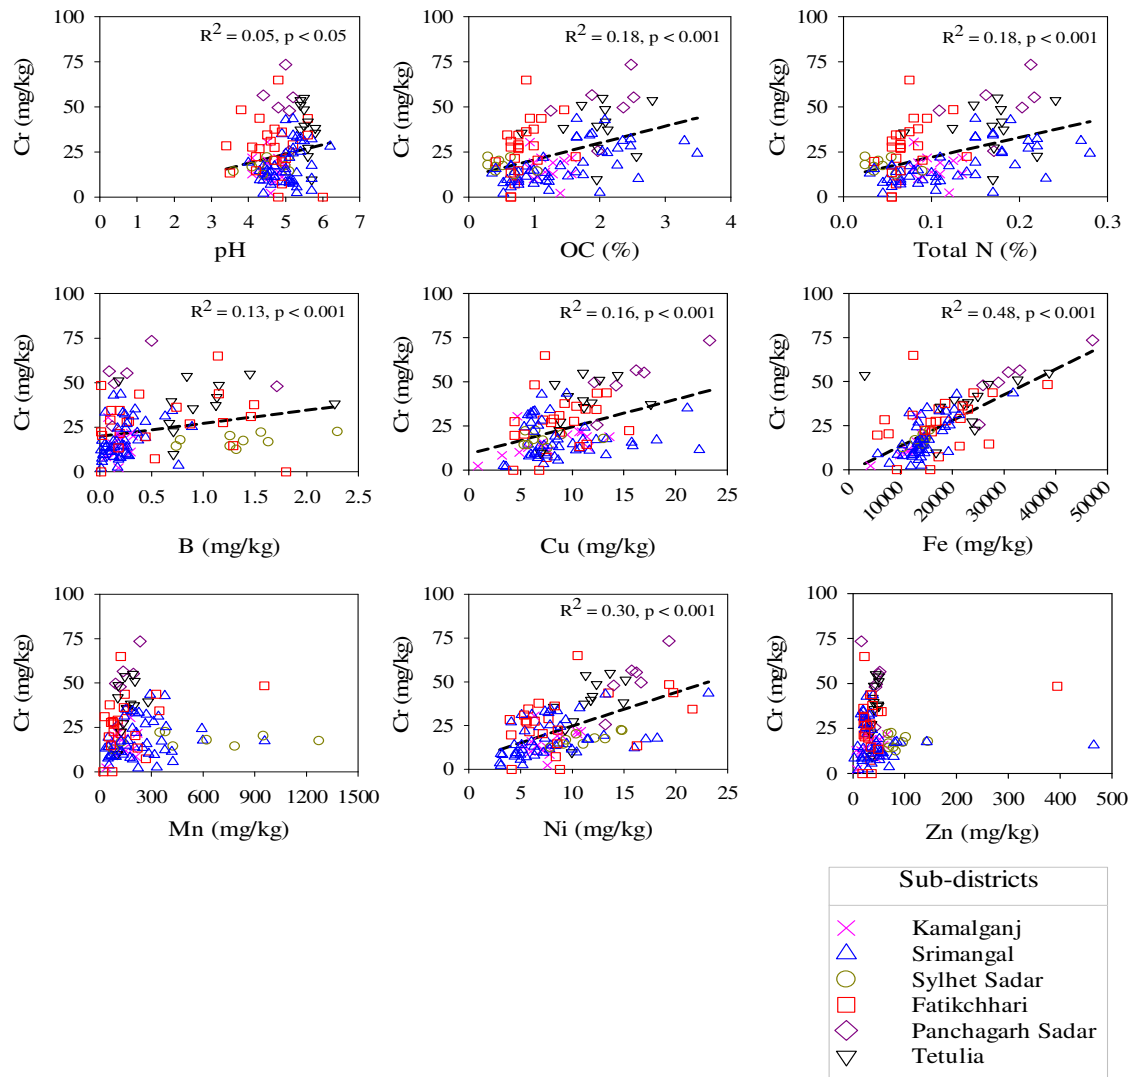 100 75 50 25 0
Cr (mg/kg)
R² = 0.05, p < 0.05
0 1 2 3 4 5 6 7
pH
100 75 50 25 0
Cr (mg/kg)
R² = 0.18, p < 0.001
0 1 2 3 4
OC (%)
100 75 50 25 0
Cr (mg/kg)
R² = 0.18, p < 0.001
0 0.1 0.2 0.3
Total N (%)
100 75 50 25 0
Cr (mg/kg)
R² = 0.13, p < 0.001
0.0 0.5 1.0 1.5 2.0 2.5
B (mg/kg)
100 75 50 25 0
Cr (mg/kg)
R² = 0.16, p < 0.001
0 5 10 15 20 25
Cu (mg/kg)
100 75 50 25 0
Cr (mg/kg)
R² = 0.48, p < 0.001
0 10000 20000 30000 40000 50000
Fe (mg/kg)
100 75 50 25 0
Cr (mg/kg)
0 300 600 900 1200 1500
Mn (mg/kg)
100 75 50 25 0
Cr (mg/kg)
R² = 0.30, p < 0.001
0 5 10 15 20 25
Ni (mg/kg)
100 75 50 25 0
Cr (mg/kg)
0 100 200 300 400 500
Zn (mg/kg)
Sub-districts
Kamalganj
Srimangal
Sylhet Sadar
Fatikchhari
Panchagarh Sadar
Tetulia